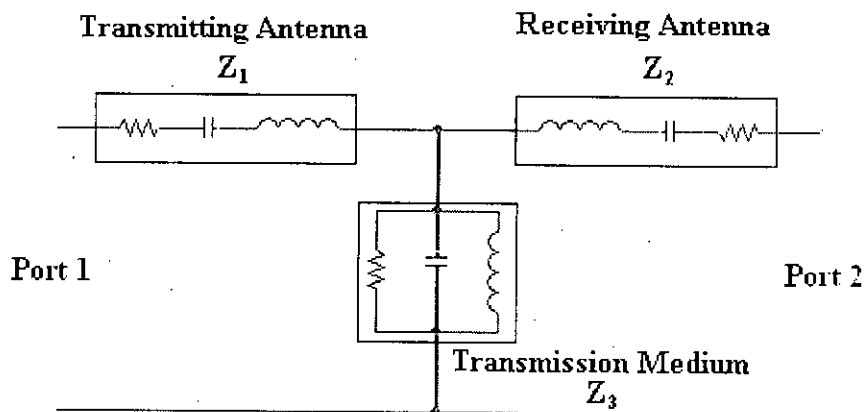 Transmitting Antenna
Z1
Receiving Antenna
Z2
Port 1
Port 2
Transmission Medium
Z3